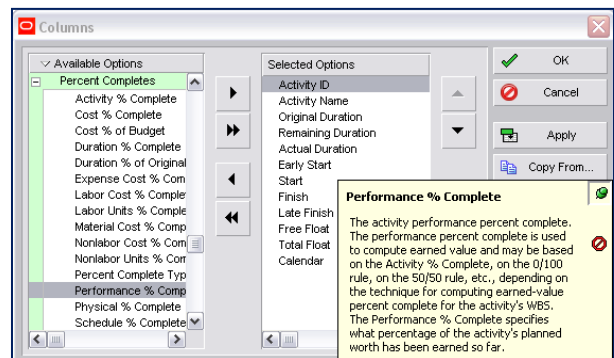 Columns
Available Options
Percent Completes
Activity % Complete
Cost % Complete
Cost % of Budget
Duration % Complete
Duration % of Original
Expense Cost % Com
Labor Cost % Comple
Labor Units % Comple
Material Cost % Comp
Nonlabor Cost % Com
Nonlabor Units % Com
Percent Complete Typ
Performance % Comp
Physical % Complete
Schedule % Complete
Selected Options
Activity ID
Activity Name
Original Duration
Remaining Duration
Actual Duration
Early Start
Start
Finish
Late Finish
Free Float
Total Float
Calendar
OK
Cancel
Apply
Copy From...
Performance % Complete
The activity performance percent complete.
The performance percent complete is used
to compute earned value and may be based
on the Activity % Complete, on the 0/100
rule, on the 50/50 rule, etc., depending on
the technique for computing earned-value
percent complete for the activity's WBS.
The Performance % Complete specifies
what percentage of the activity's planned
worth has been earned so far.